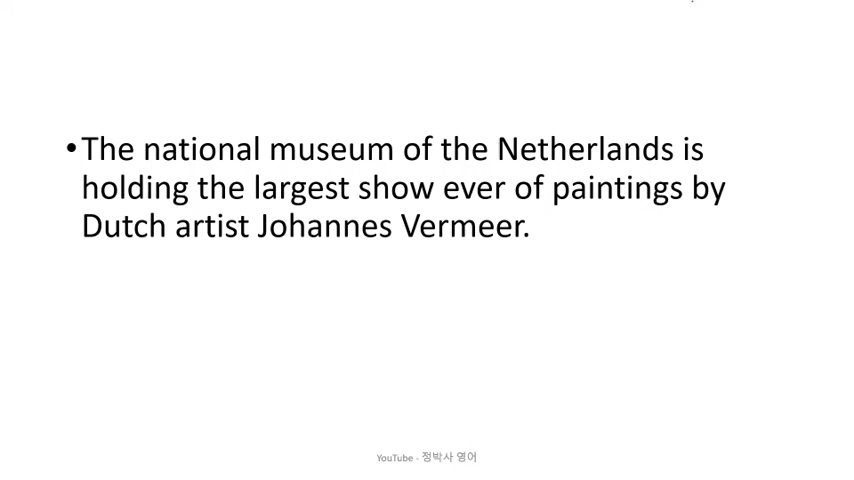 •The national museum of the Netherlands is
holding the largest show ever of paintings by
Dutch artist Johannes Vermeer.
YouTube - 정박사 영어